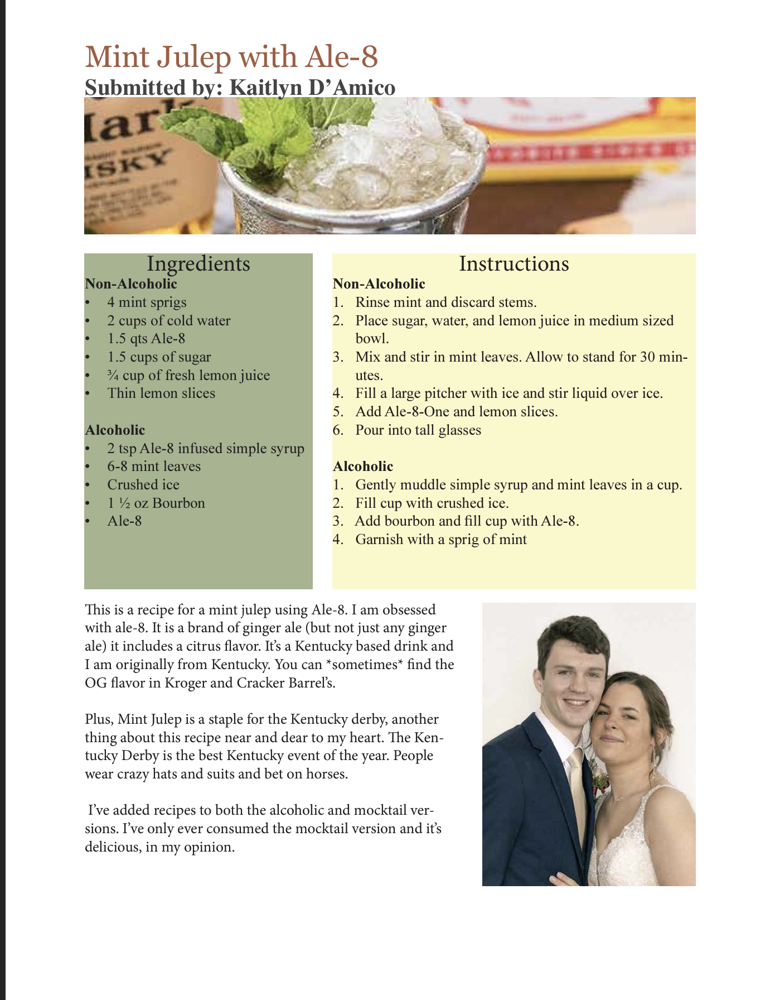 Mint Julep with Ale-8
Submitted by: Kaitlyn D’Amico
Mark
ISKY
Ingredients
Non-Alcoholic
• 4 mint sprigs
• 2 cups of cold water
• 1.5 qts Ale-8
• 1.5 cups of sugar
• ¾ cup of fresh lemon juice
• Thin lemon slices
Alcoholic
• 2 tsp Ale-8 infused simple syrup
• 6-8 mint leaves
• Crushed ice
• 1 ½ oz Bourbon
• Ale-8
Instructions
Non-Alcoholic
1. Rinse mint and discard stems.
2. Place sugar, water, and lemon juice in medium sized
bowl.
3. Mix and stir in mint leaves. Allow to stand for 30 min-
utes.
4. Fill a large pitcher with ice and stir liquid over ice.
5. Add Ale-8-One and lemon slices.
6. Pour into tall glasses
Alcoholic
1. Gently muddle simple syrup and mint leaves in a cup.
2. Fill cup with crushed ice.
3. Add bourbon and fill cup with Ale-8.
4. Garnish with a sprig of mint
This is a recipe for a mint julep using Ale-8. I am obsessed
with ale-8. It is a brand of ginger ale (but not just any ginger
ale) it includes a citrus flavor. It’s a Kentucky based drink and
I am originally from Kentucky. You can *sometimes* find the
OG flavor in Kroger and Cracker Barrel’s.
Plus, Mint Julep is a staple for the Kentucky derby, another
thing about this recipe near and dear to my heart. The Ken-
tucky Derby is the best Kentucky event of the year. People
wear crazy hats and suits and bet on horses.
I’ve added recipes to both the alcoholic and mocktail ver-
sions. I’ve only ever consumed the mocktail version and it’s
delicious, in my opinion.